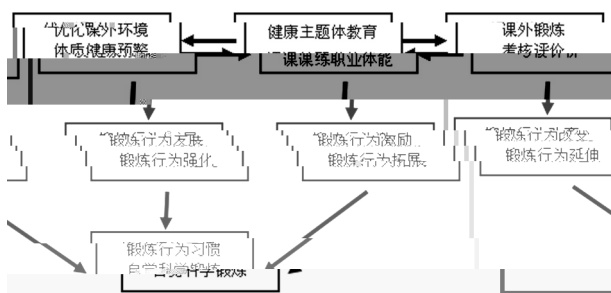 优化课外环境
体质健康预警
健康主题体教育
课课练职业体能
课外锻炼
考核评价
锻炼行为发展
锻炼行为强化
锻炼行为激励
锻炼行为拓展
锻炼行为改变
锻炼行为延伸
锻炼行为习惯
自觉科学锻炼